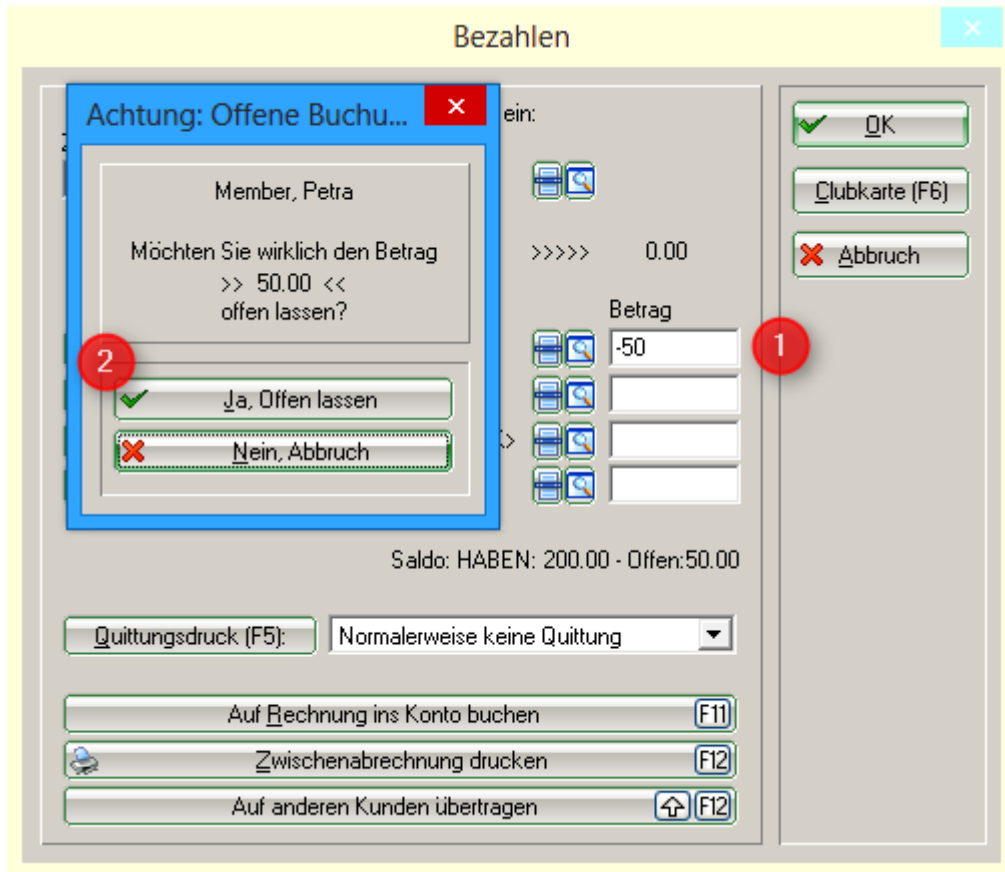 Bezahlen
Achtung: Offene Buchu...
ein:
Member, Petra
Möchten Sie wirklich den Betrag
>> 50.00 <<
offen lassen?
Ja, Offen lassen
Nein, Abbruch
>>>>> 0.00
Betrag
-50
1
2
Saldo: HABEN: 200.00 - Offen:50.00
Quittungsdruck (F5):
Normalerweise keine Quittung
Auf Rechnung ins Konto buchen F11
Zwischenabrechnung drucken F12
Auf anderen Kunden übertragen F12
OK
Clubkarte (F6)
Abbruch